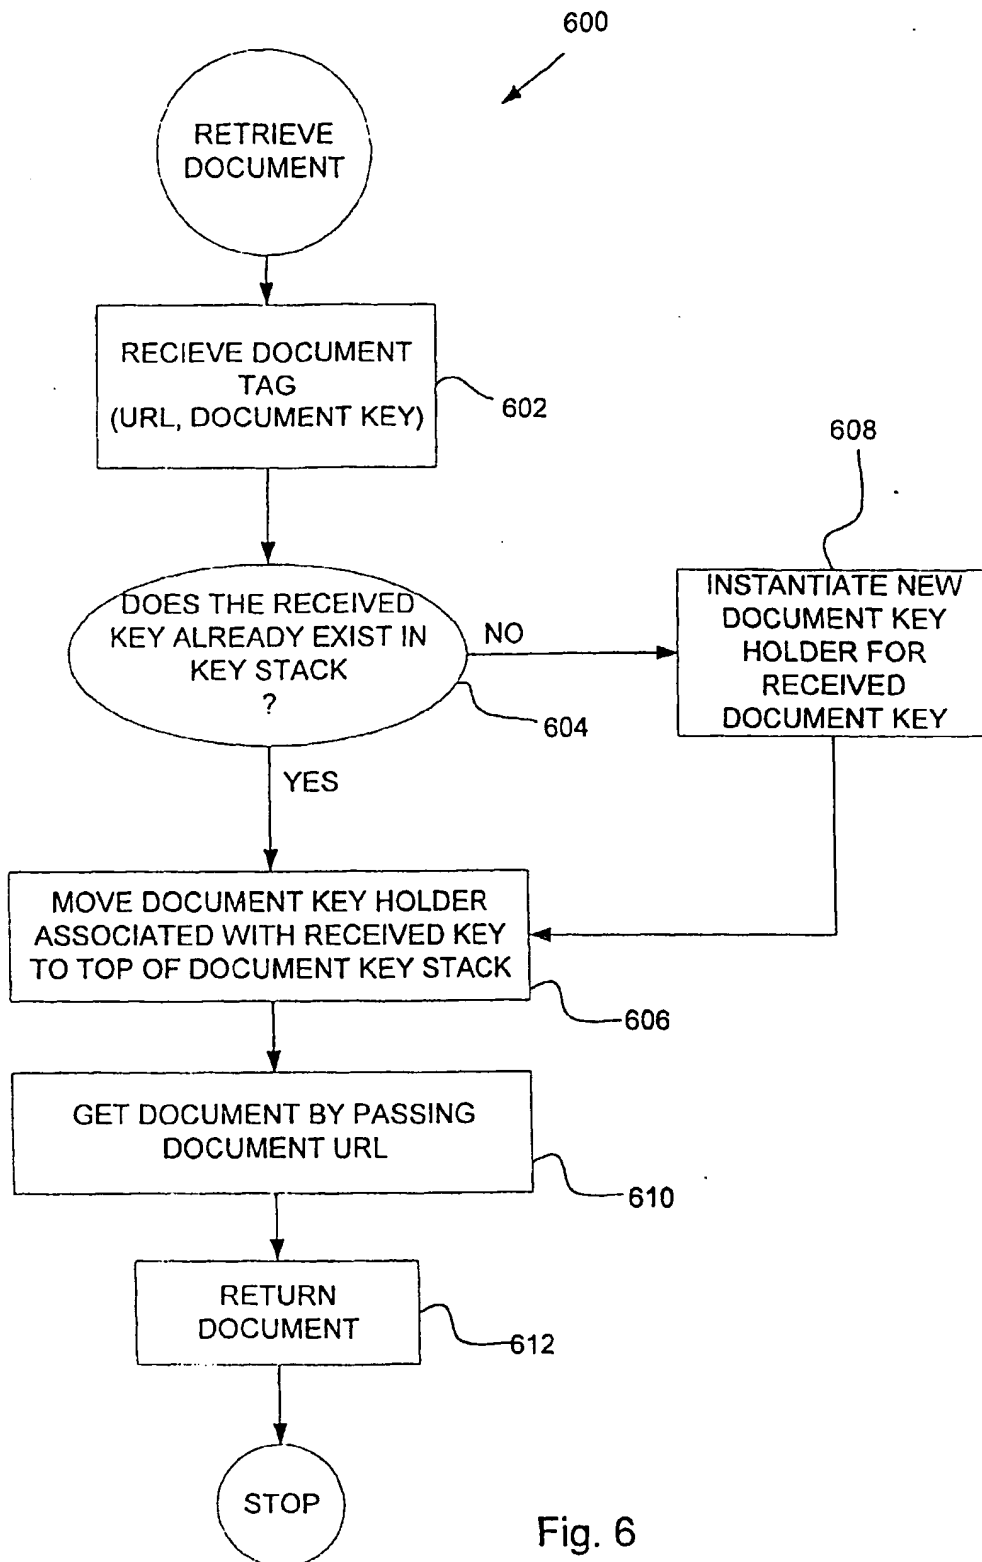 600
RETRIEVE
DOCUMENT
RECIEVE DOCUMENT
TAG
(URL, DOCUMENT KEY)
602
608
DOES THE RECEIVED
KEY ALREADY EXIST IN
KEY STACK
?
NO
604
INSTANTIATE NEW
DOCUMENT KEY
HOLDER FOR
RECEIVED
DOCUMENT KEY
YES
MOVE DOCUMENT KEY HOLDER
ASSOCIATED WITH RECEIVED KEY
TO TOP OF DOCUMENT KEY STACK
606
GET DOCUMENT BY PASSING
DOCUMENT URL
610
RETURN
DOCUMENT
612
STOP
Fig. 6